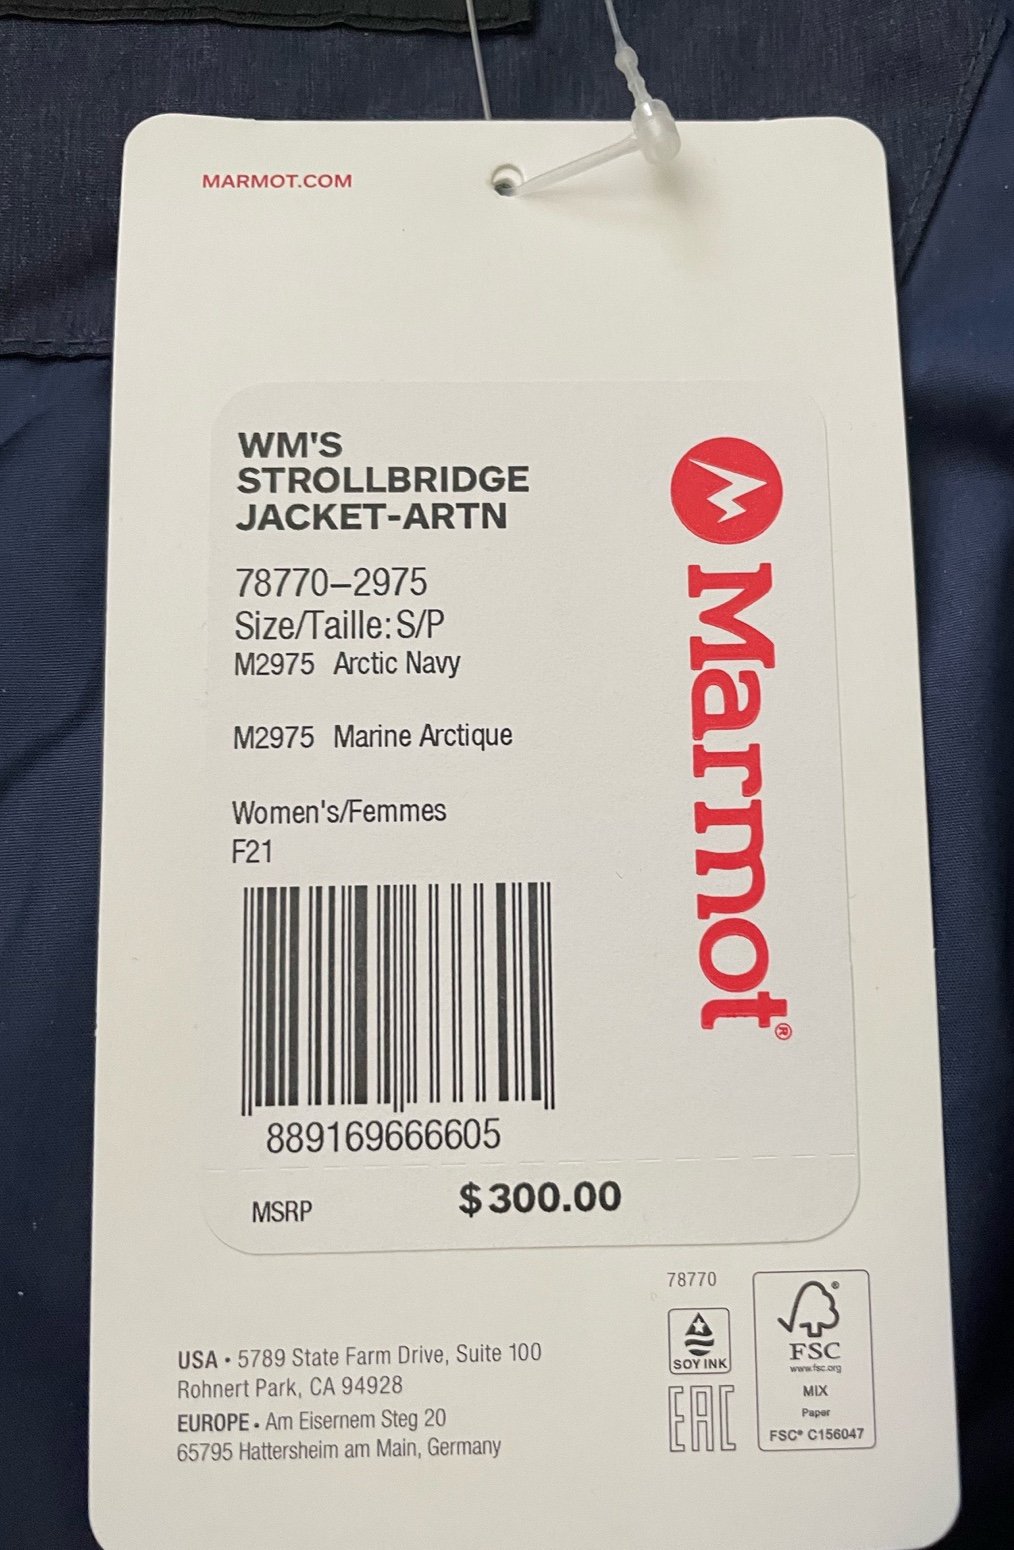 MARMOT.COM
WM'S
STROLLBRIDGE
JACKET-ARTN
78770–2975
Size/Taille: S/P
M2975 Arctic Navy
M2975 Marine Arctique
Women's/Femmes
F21
889169666605
MSRP $300.00
Marmot®
78770
SOY INK
EAC
FSC®
www.fsc.org
MIX
Paper
FSC® C156047
USA • 5789 State Farm Drive, Suite 100
Rohnert Park, CA 94928
EUROPE • Am Eisernem Steg 20
65795 Hattersheim am Main, Germany